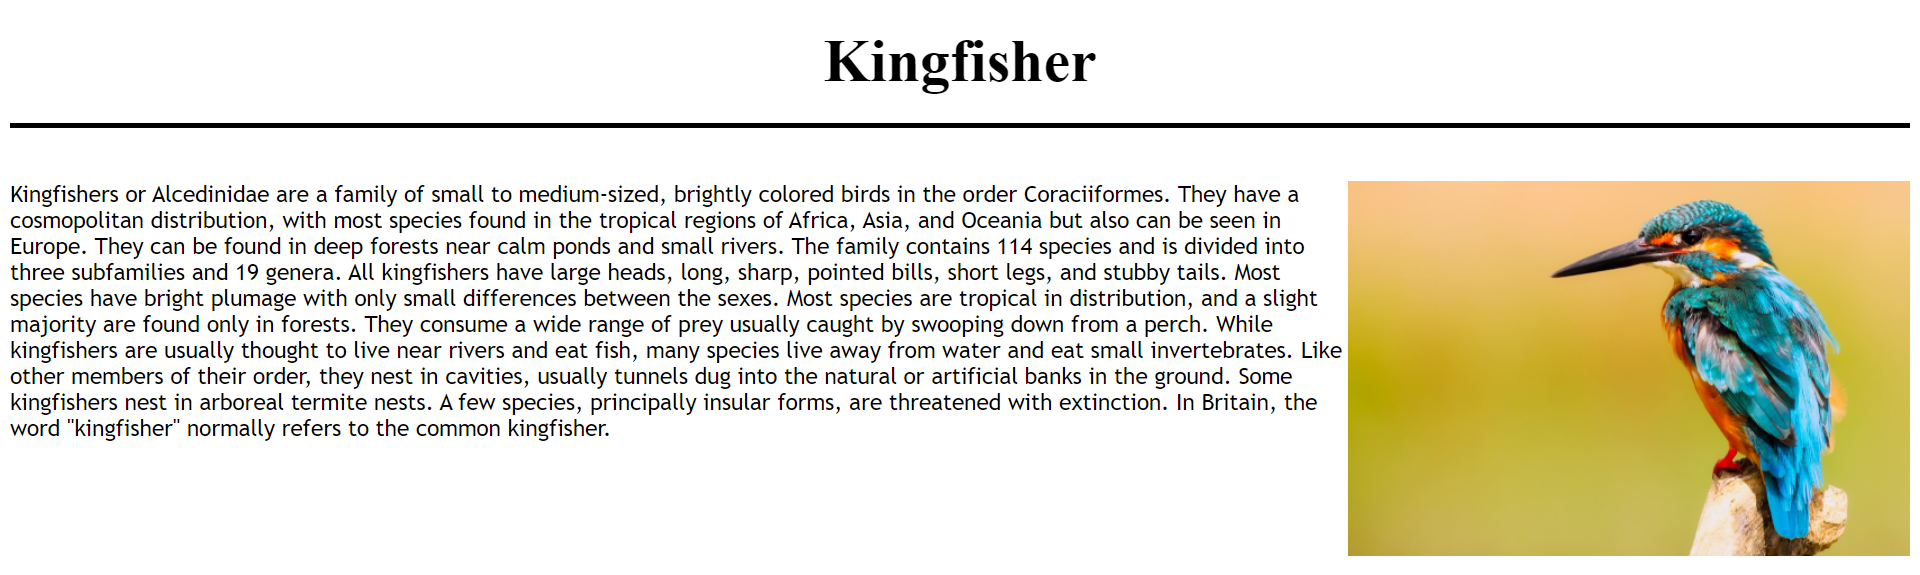 Kingfisher
Kingfishers or Alcedinidae are a family of small to medium-sized, brightly colored birds in the order Coraciiformes. They have a
cosmopolitan distribution, with most species found in the tropical regions of Africa, Asia, and Oceania but also can be seen in
Europe. They can be found in deep forests near calm ponds and small rivers. The family contains 114 species and is divided into
three subfamilies and 19 genera. All kingfishers have large heads, long, sharp, pointed bills, short legs, and stubby tails. Most
species have bright plumage with only small differences between the sexes. Most species are tropical in distribution, and a slight
majority are found only in forests. They consume a wide range of prey usually caught by swooping down from a perch. While
kingfishers are usually thought to live near rivers and eat fish, many species live away from water and eat small invertebrates. Like
other members of their order, they nest in cavities, usually tunnels dug into the natural or artificial banks in the ground. Some
kingfishers nest in arboreal termite nests. A few species, principally insular forms, are threatened with extinction. In Britain, the
word "kingfisher" normally refers to the common kingfisher.